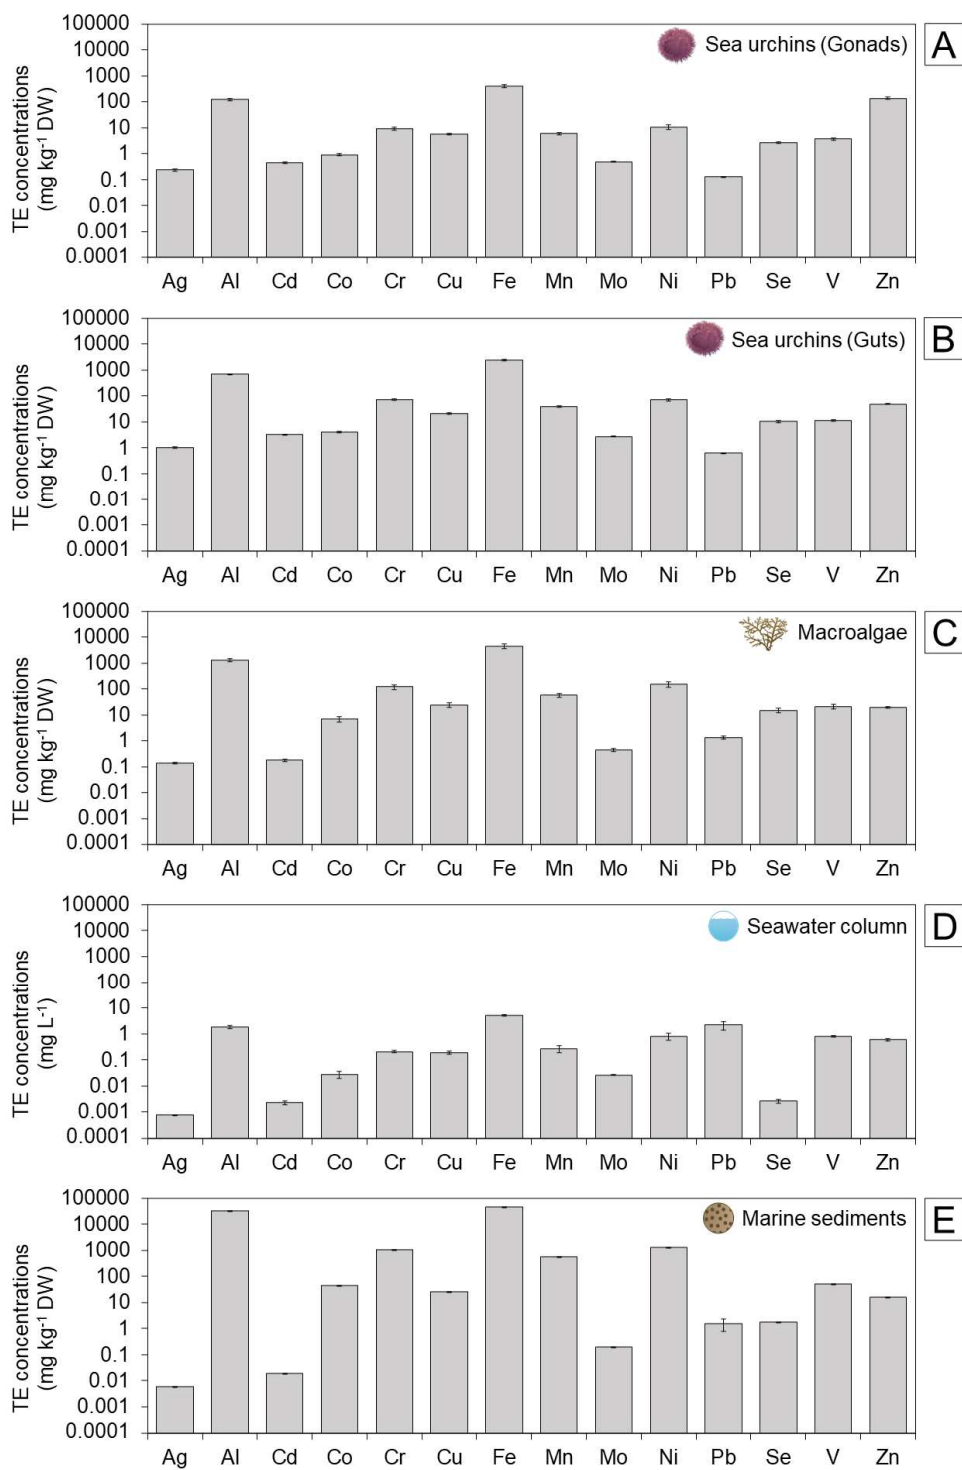 A
Sea urchins (Gonads)
TE concentrations
(mg kg⁻¹ DW)
100000
10000
1000
100
10
1
0.1
0.01
0.001
0.0001
Ag Al Cd Co Cr Cu Fe Mn Mo Ni Pb Se V Zn
B
Sea urchins (Guts)
TE concentrations
(mg kg⁻¹ DW)
100000
10000
1000
100
10
1
0.1
0.01
0.001
0.0001
Ag Al Cd Co Cr Cu Fe Mn Mo Ni Pb Se V Zn
C
Macroalgae
TE concentrations
(mg kg⁻¹ DW)
100000
10000
1000
100
10
1
0.1
0.01
0.001
0.0001
Ag Al Cd Co Cr Cu Fe Mn Mo Ni Pb Se V Zn
D
Seawater column
TE concentrations
(mg L⁻¹)
100000
10000
1000
100
10
1
0.1
0.01
0.001
0.0001
Ag Al Cd Co Cr Cu Fe Mn Mo Ni Pb Se V Zn
E
Marine sediments
TE concentrations
(mg kg⁻¹ DW)
100000
10000
1000
100
10
1
0.1
0.01
0.001
0.0001
Ag Al Cd Co Cr Cu Fe Mn Mo Ni Pb Se V Zn